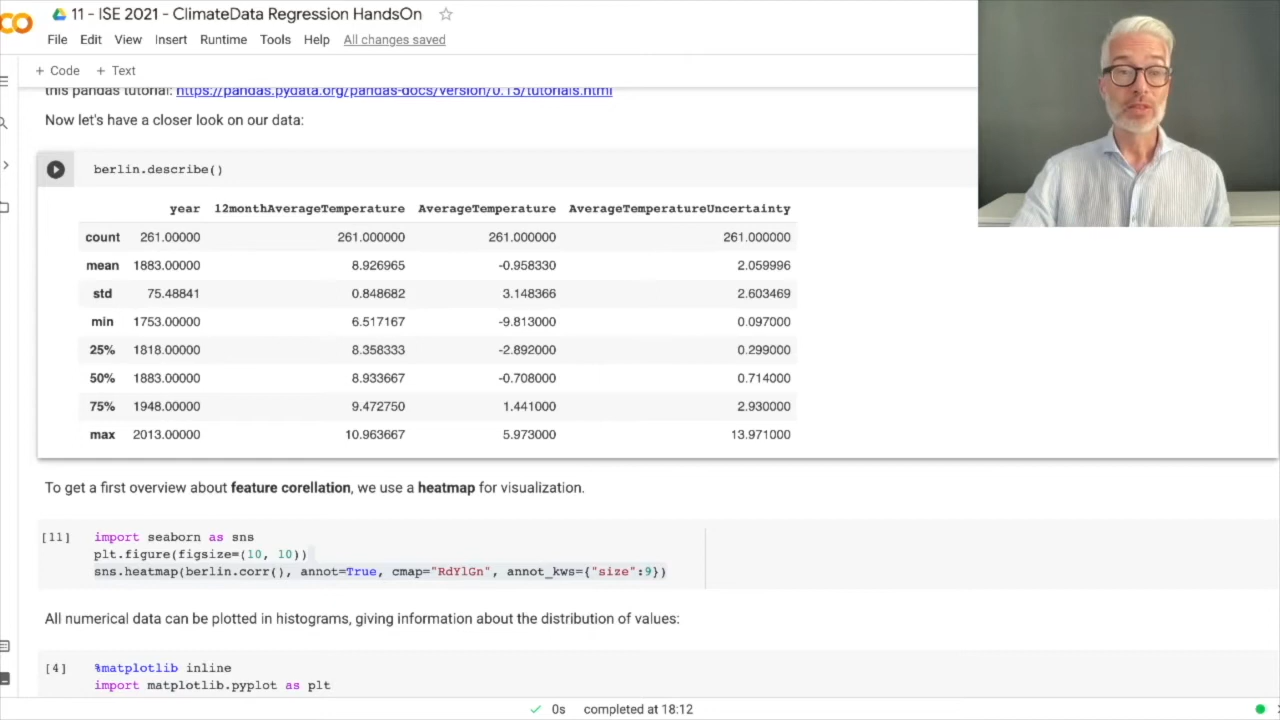 CO 11 - ISE 2021 - ClimateData Regression HandsOn
File Edit View Insert Runtime Tools Help All changes saved
+ Code + Text
this pandas tutorial: https://pandas.pydata.org/pandas-docs/version/0.15/tutorials.html
Now let's have a closer look on our data:
berlin.describe()
year 12monthAverageTemperature AverageTemperature AverageTemperatureUncertainty
count 261.00000 261.000000 261.000000 261.000000
mean 1883.00000 8.926965 -0.958330 2.059996
std 75.48841 0.848682 3.148366 2.603469
min 1753.00000 6.517167 -9.813000 0.097000
25% 1818.00000 8.358333 -2.892000 0.299000
50% 1883.00000 8.933667 -0.708000 0.714000
75% 1948.00000 9.472750 1.441000 2.930000
max 2013.00000 10.963667 5.973000 13.971000
To get a first overview about feature corellation, we use a heatmap for visualization.
[11] import seaborn as sns
plt.figure(figsize=(10, 10))
sns.heatmap(berlin.corr(), annot=True, cmap="RdYlGn", annot_kws={"size":9})
All numerical data can be plotted in histograms, giving information about the distribution of values:
[4] %matplotlib inline
import matplotlib.pyplot as plt
0s completed at 18:12